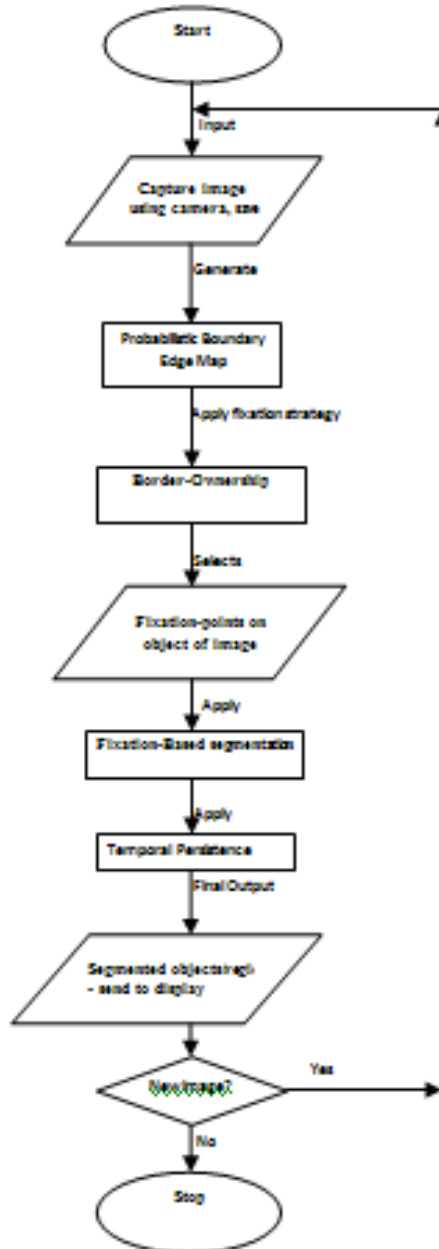 Start
Input
Capture Image
using camera,
Generate
Probabilistic Boundary
Edge Map
Apply fixation strategy
Border-Ownership
Selects
Fixation-points on
object of image
Apply
Fixation-Based segmentation
Apply
Temporal Persistence
Final Output
Segmented objects/regi
- send to display
New Image?
Yes
No
Stop